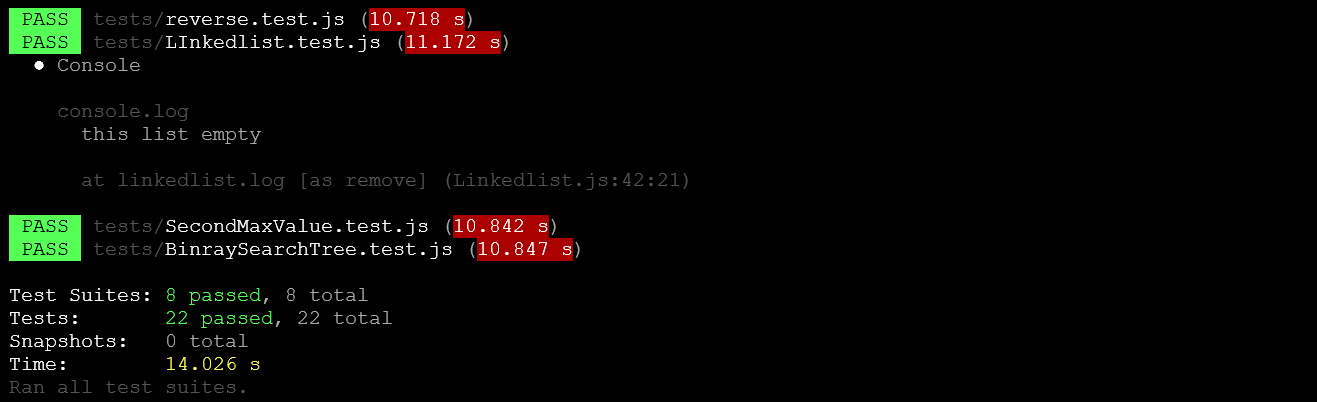 PASS tests/reverse.test.js (10.718 s)
PASS tests/LInkedlist.test.js (11.172 s)
● Console
console.log
this list empty
at linkedlist.log [as remove] (Linkedlist.js:42:21)
PASS tests/SecondMaxValue.test.js (10.842 s)
PASS tests/BinraySearchTree.test.js (10.847 s)
Test Suites: 8 passed, 8 total
Tests: 22 passed, 22 total
Snapshots: 0 total
Time: 14.026 s
Ran all test suites.